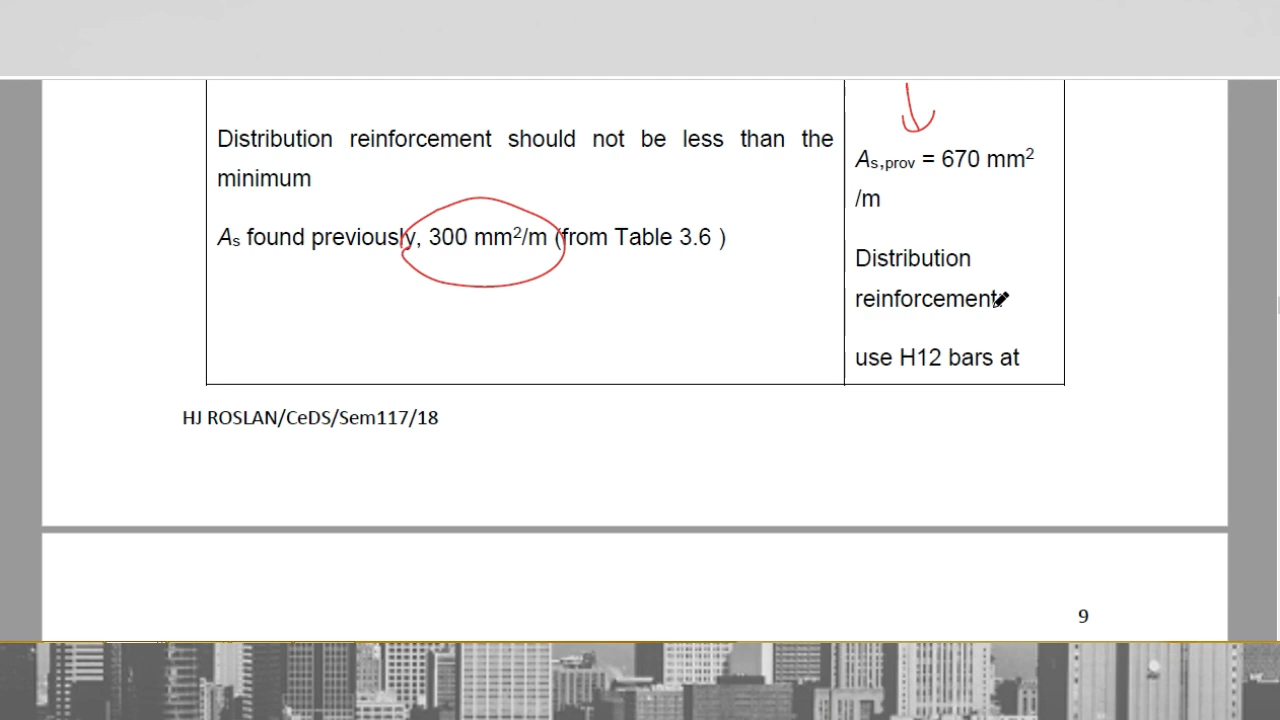 Distribution reinforcement should not be less than the
minimum
As found previously, 300 mm²/m (from Table 3.6 )
As,prov = 670 mm²
/m
Distribution
reinforcement
use H12 bars at
HJ ROSLAN/CeDS/Sem117/18
9